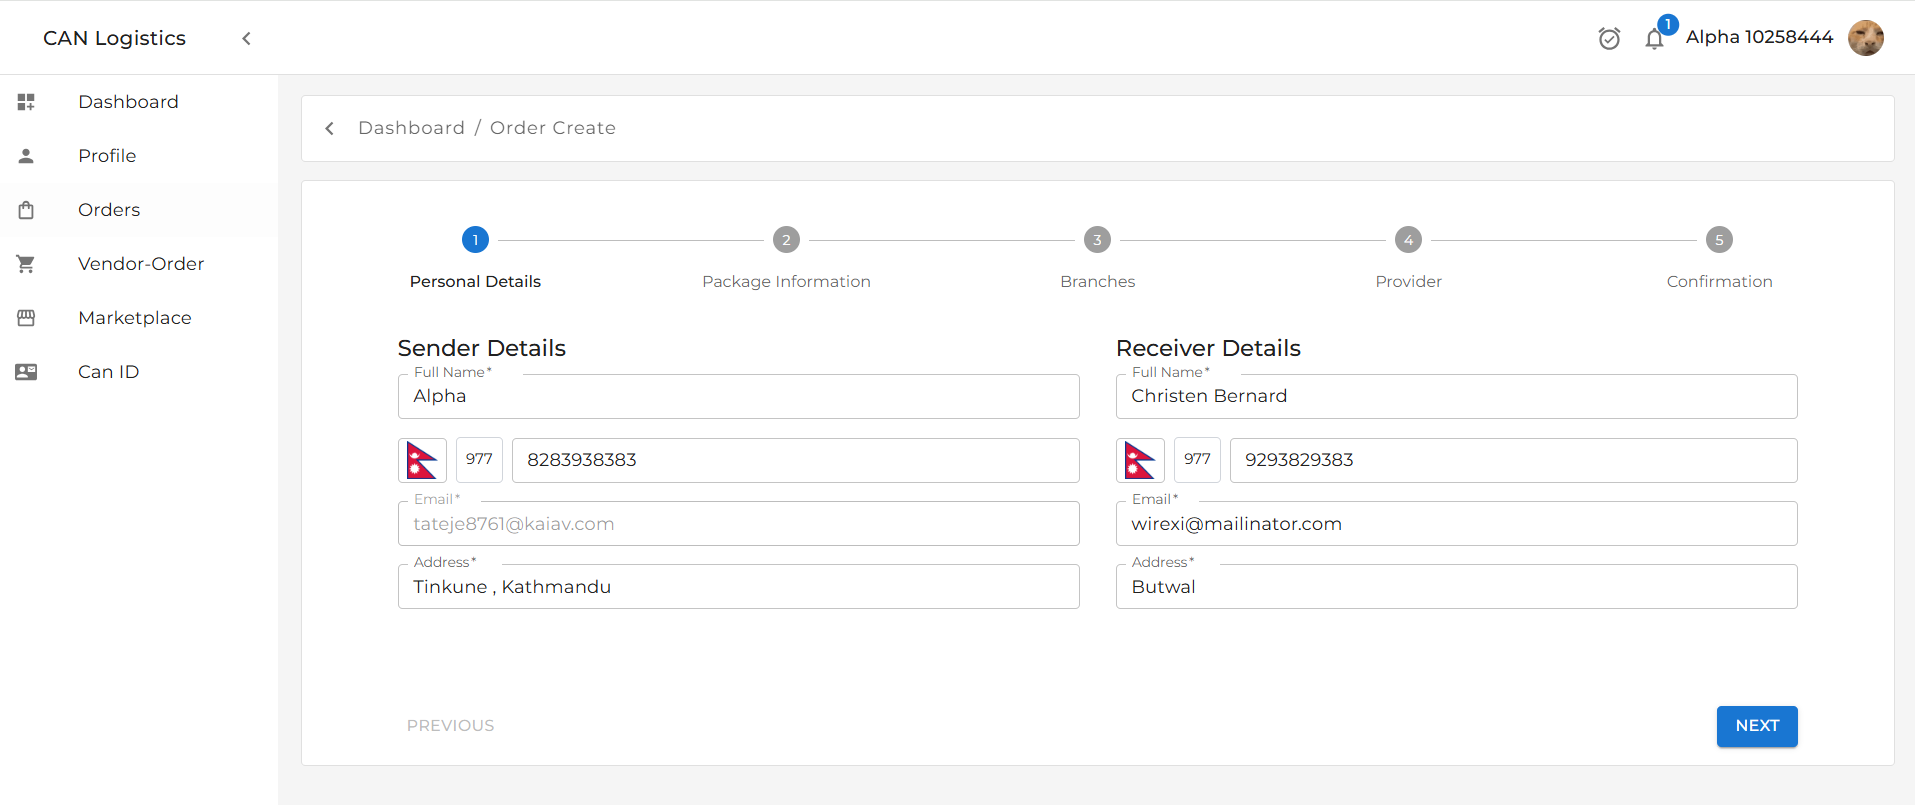 CAN Logistics
1
Alpha 10258444
Dashboard
Profile
Orders
Vendor-Order
Marketplace
Can ID
Dashboard / Order Create
1 2 3 4 5
Personal Details Package Information Branches Provider Confirmation
Sender Details
Full Name*
Alpha
977 8283938383
Email*
tateje8761@kaiav.com
Address*
Tinkune , Kathmandu
Receiver Details
Full Name*
Christen Bernard
977 9293829383
Email*
wirexi@mailinator.com
Address*
Butwal
PREVIOUS
NEXT